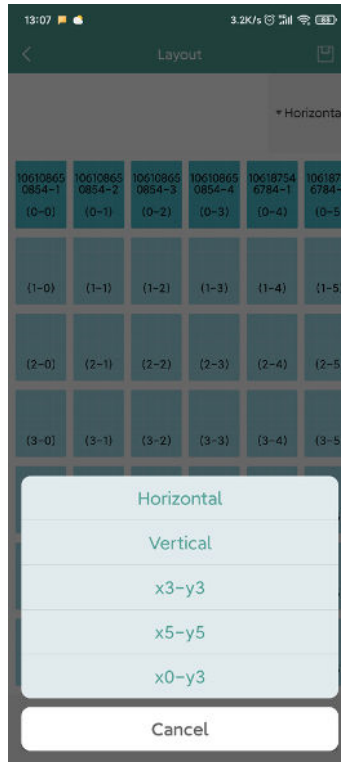 13:07 3.2K/s 88
Layout
Horizonta
10610865 10610865 10610865 10610865 10618754 106187
0854-1 0854-2 0854-3 0854-4 6784-1 6784-
(0-0) (0-1) (0-2) (0-3) (0-4) (0-5
(1-0) (1-1) (1-2) (1-3) (1-4) (1-5
(2-0) (2-1) (2-2) (2-3) (2-4) (2-5
(3-0) (3-1) (3-2) (3-3) (3-4) (3-5
Horizontal
Vertical
x3-y3
x5-y5
x0-y3
Cancel